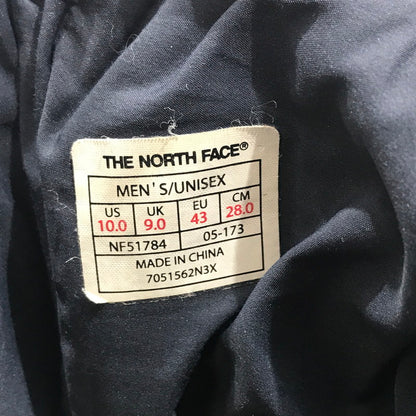 THE NORTH FACE®
MEN'S/UNISEX
US UK EU CM
10.0 9.0 43 28.0
NF51784 05-173
MADE IN CHINA
7051562N3X